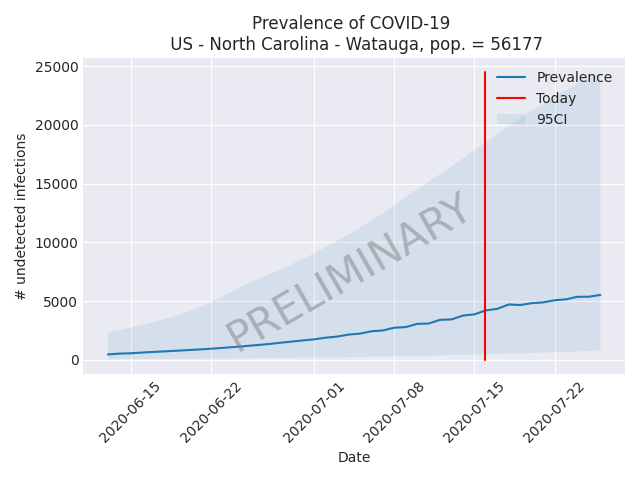 Prevalence of COVID-19
US - North Carolina - Watauga, pop. = 56177
25000
20000
15000
10000
5000
0
# undetected infections
Prevalence
Today
95CI
PRELIMINARY
2020-06-15
2020-06-22
2020-07-01
2020-07-08
2020-07-15
2020-07-22
Date